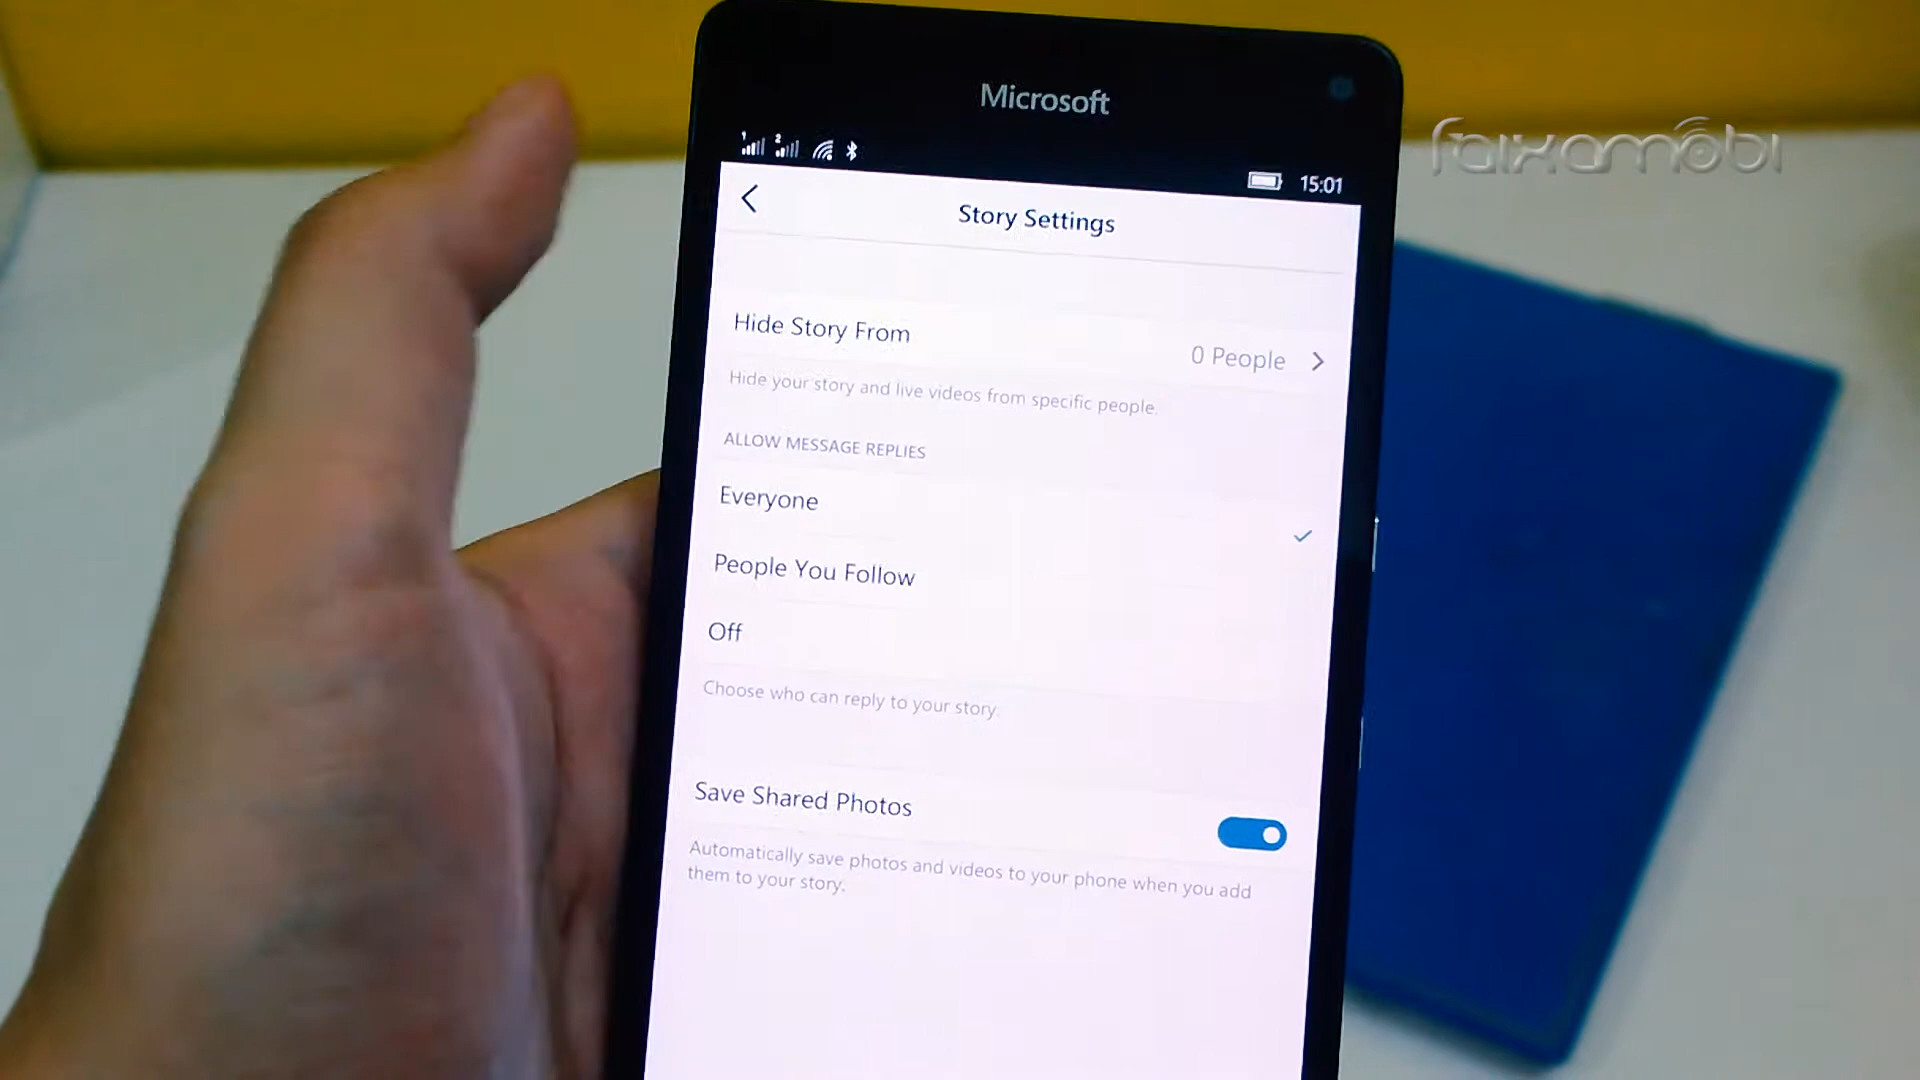 Microsoft
faixamobi
1 2 15:01
Story Settings
Hide Story From
0 People
Hide your story and live videos from specific people.
ALLOW MESSAGE REPLIES
Everyone
People You Follow
Off
Choose who can reply to your story.
Save Shared Photos
Automatically save photos and videos to your phone when you add
them to your story.